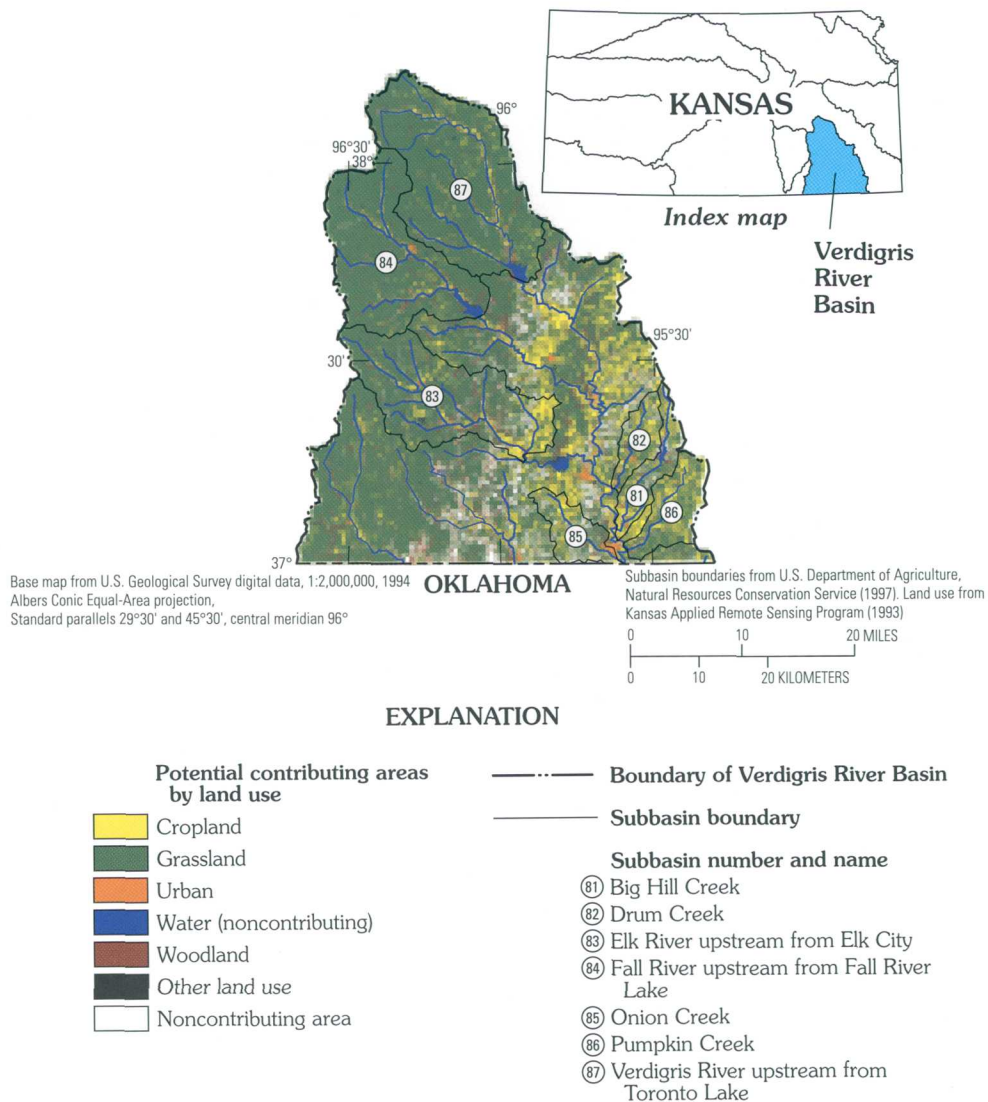 KANSAS
Index map
Verdigris
River
Basin
96°
96°30'
38°
87
84
95°30'
30'
83
82
81
86
85
37°
OKLAHOMA
Base map from U.S. Geological Survey digital data, 1:2,000,000, 1994
Albers Conic Equal-Area projection,
Standard parallels 29°30' and 45°30', central meridian 96°
Subbasin boundaries from U.S. Department of Agriculture,
Natural Resources Conservation Service (1997). Land use from
Kansas Applied Remote Sensing Program (1993)
0 10 20 MILES
0 10 20 KILOMETERS
EXPLANATION
Potential contributing areas
by land use
Cropland
Grassland
Urban
Water (noncontributing)
Woodland
Other land use
Noncontributing area
Boundary of Verdigris River Basin
Subbasin boundary
Subbasin number and name
81 Big Hill Creek
82 Drum Creek
83 Elk River upstream from Elk City
84 Fall River upstream from Fall River
Lake
85 Onion Creek
86 Pumpkin Creek
87 Verdigris River upstream from
Toronto Lake